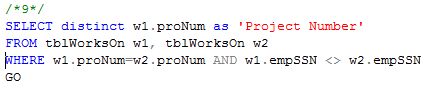 /*9*/
SELECT distinct w1.proNum as 'Project Number'
FROM tblWorksOn w1, tblWorksOn w2
WHERE w1.proNum=w2.proNum AND w1.empSSN <> w2.empSSN
GO